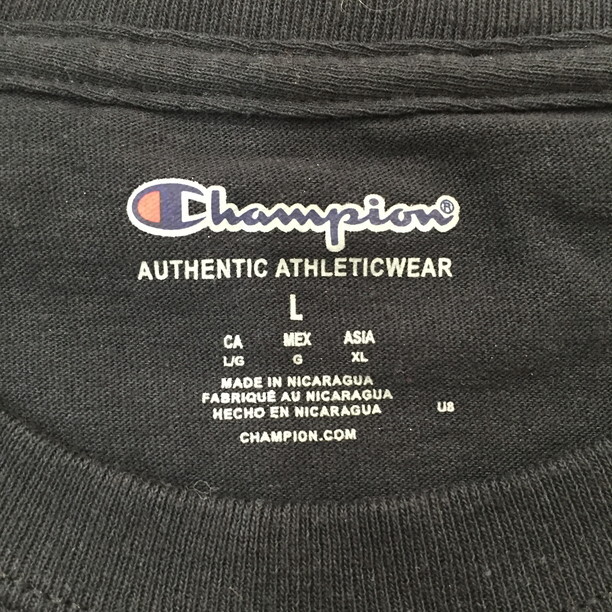 Champion®
AUTHENTIC ATHLETICWEAR
L
CA MEX ASIA
L/G G XL
MADE IN NICARAGUA
FABRIQUÉ AU NICARAGUA
HECHO EN NICARAGUA U8
CHAMPION.COM